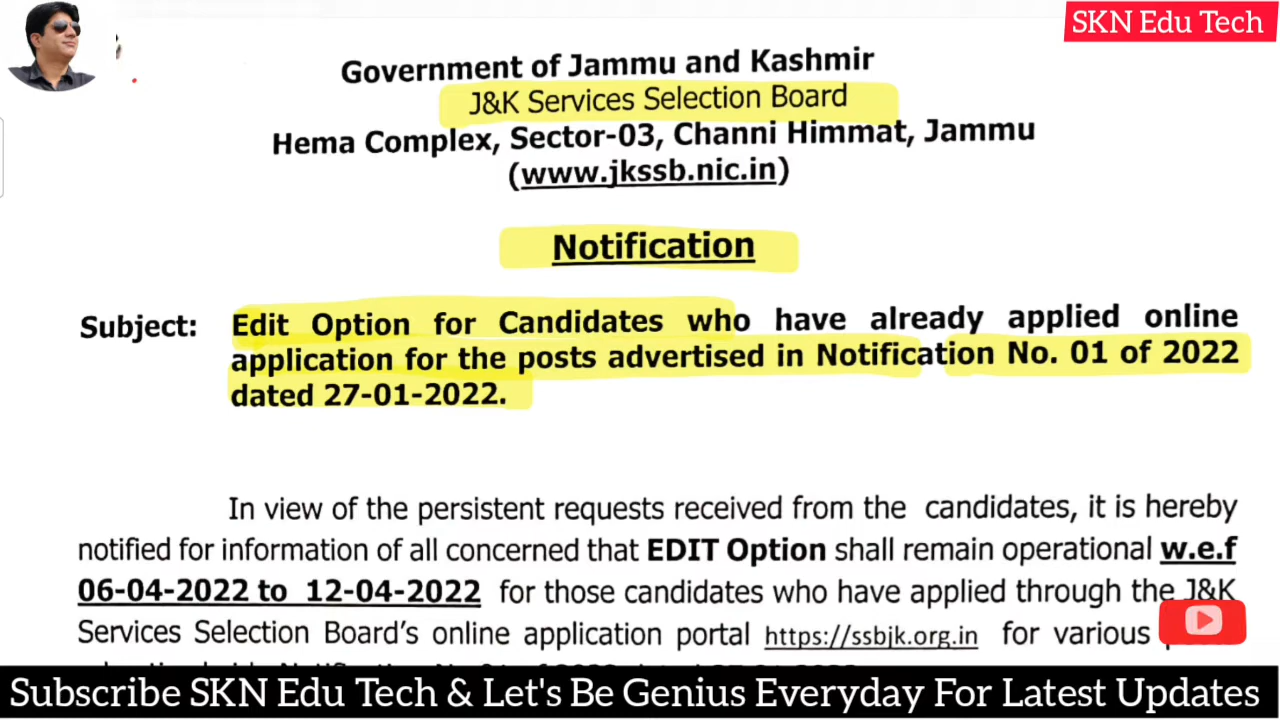 SKN Edu Tech
Government of Jammu and Kashmir
J&K Services Selection Board
Hema Complex, Sector-03, Channi Himmat, Jammu
(www.jkssb.nic.in)
Notification
Subject: Edit Option for Candidates who have already applied online
application for the posts advertised in Notification No. 01 of 2022
dated 27-01-2022.
In view of the persistent requests received from the candidates, it is hereby
notified for information of all concerned that EDIT Option shall remain operational w.e.f
06-04-2022 to 12-04-2022 for those candidates who have applied through the J&K
Services Selection Board's online application portal https://ssbjk.org.in for various
Subscribe SKN Edu Tech & Let's Be Genius Everyday For Latest Updates